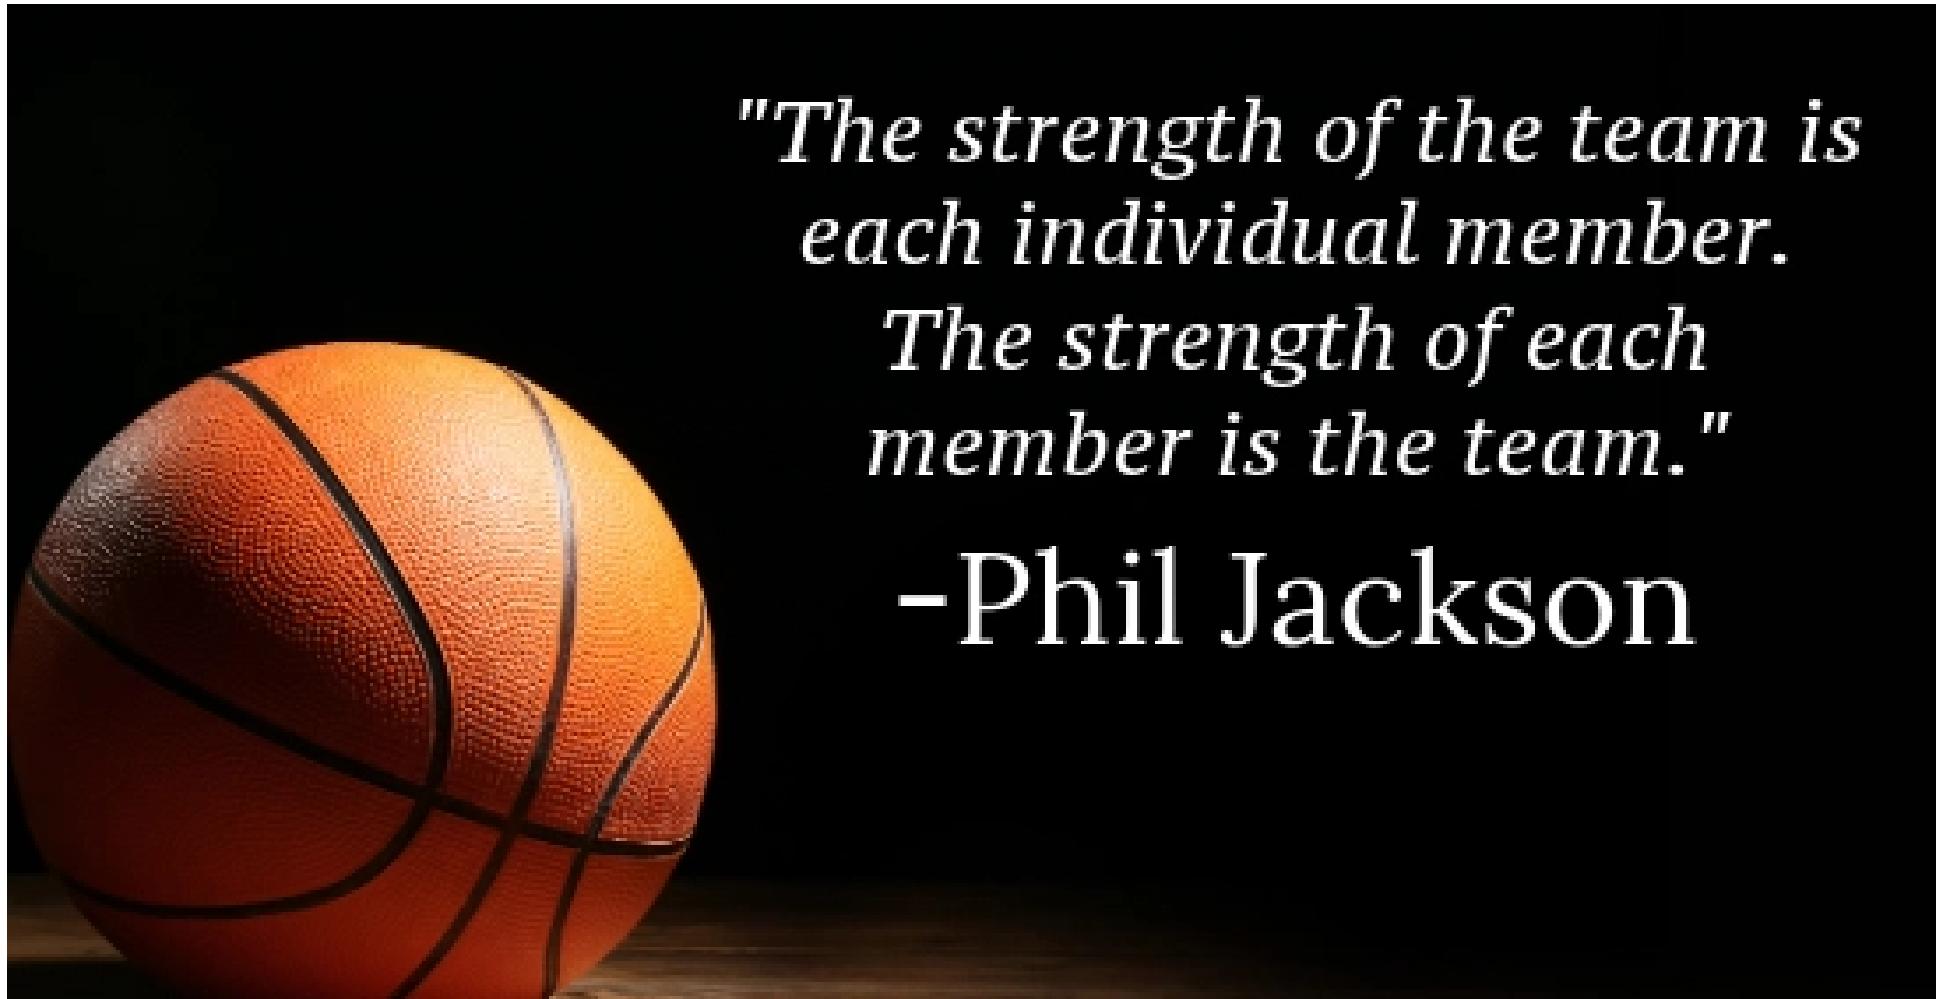 "The strength of the team is
each individual member.
The strength of each
member is the team."
-Phil Jackson